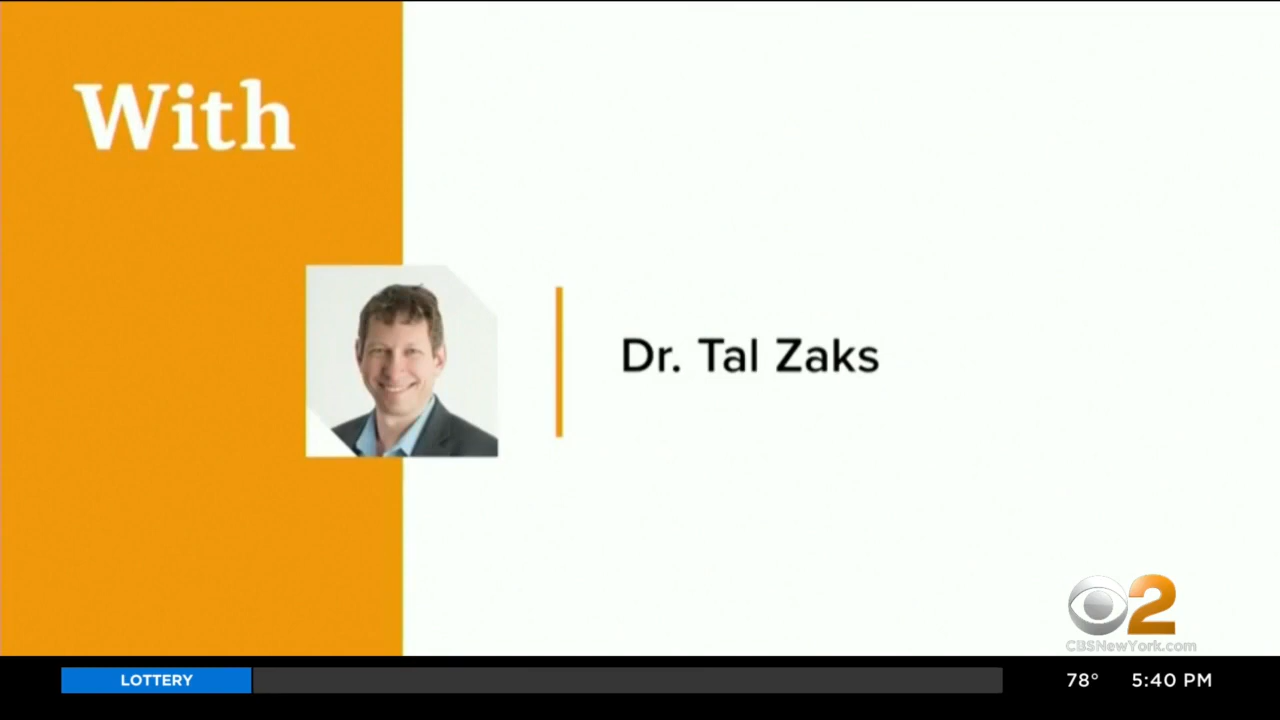 With
Dr. Tal Zaks
2
CBSNewYork.com
LOTTERY
78° 5:40 PM